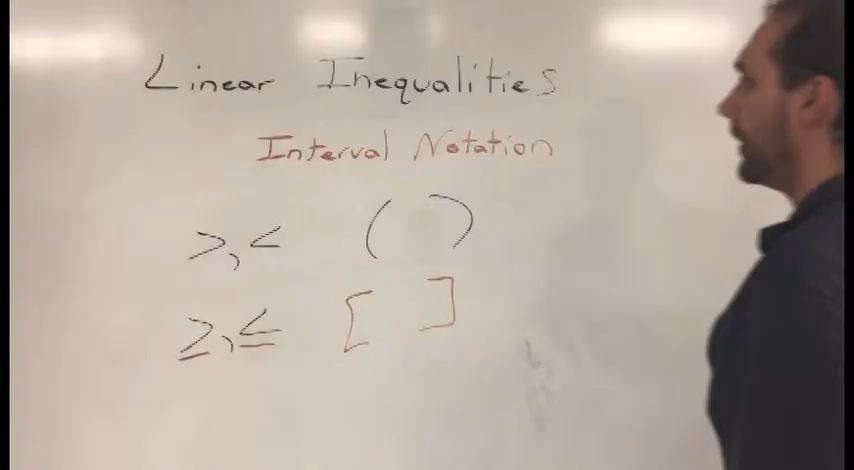 Linear Inequalities
Interval Notation
>, < ( )
≥, ≤ [ ]